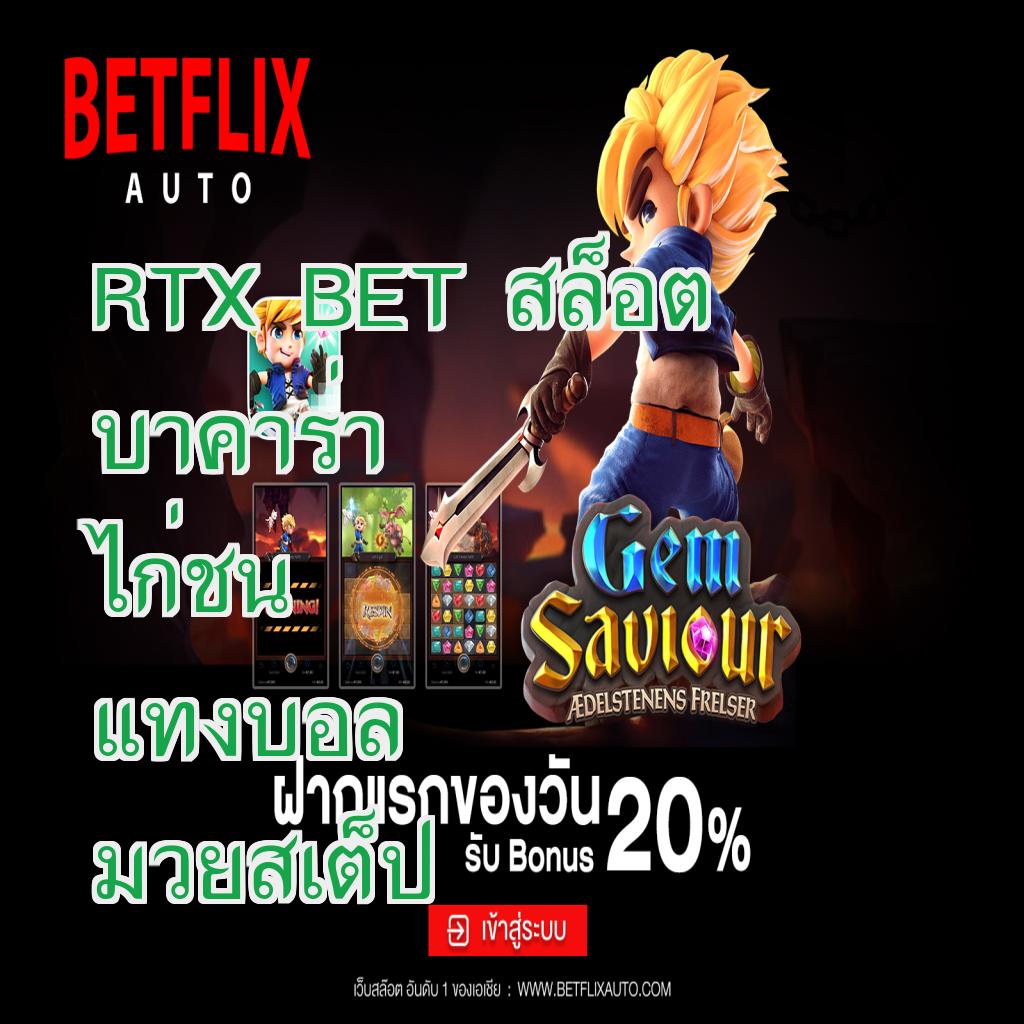 BETFLIX
AUTO
RTX BET สล็อต
บาคาร่า
ไก่ชน
แทงบอล
มวยสเต็ป
Gem
Saviour
ÆDELSTENENS FRELSER
ฝากแรกของวัน
รับ Bonus
20%
เข้าสู่ระบบ
เว็บสล๊อต อันดับ 1 ของเอเชีย : WWW.BETFLIXAUTO.COM